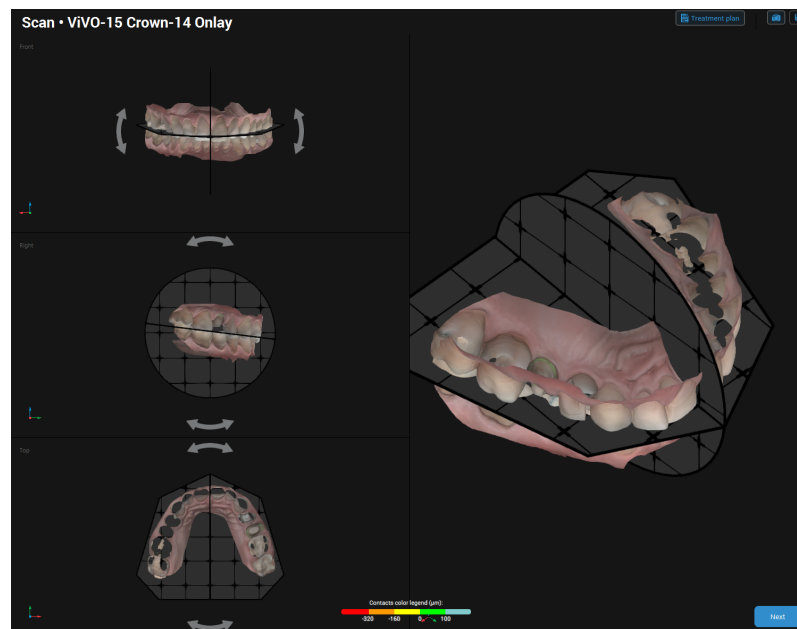 Scan • ViVO-15 Crown-14 Onlay
Treatment plan
Front
Right
Top
Contacts color legend (µm):
-320 -160 0 100
Next